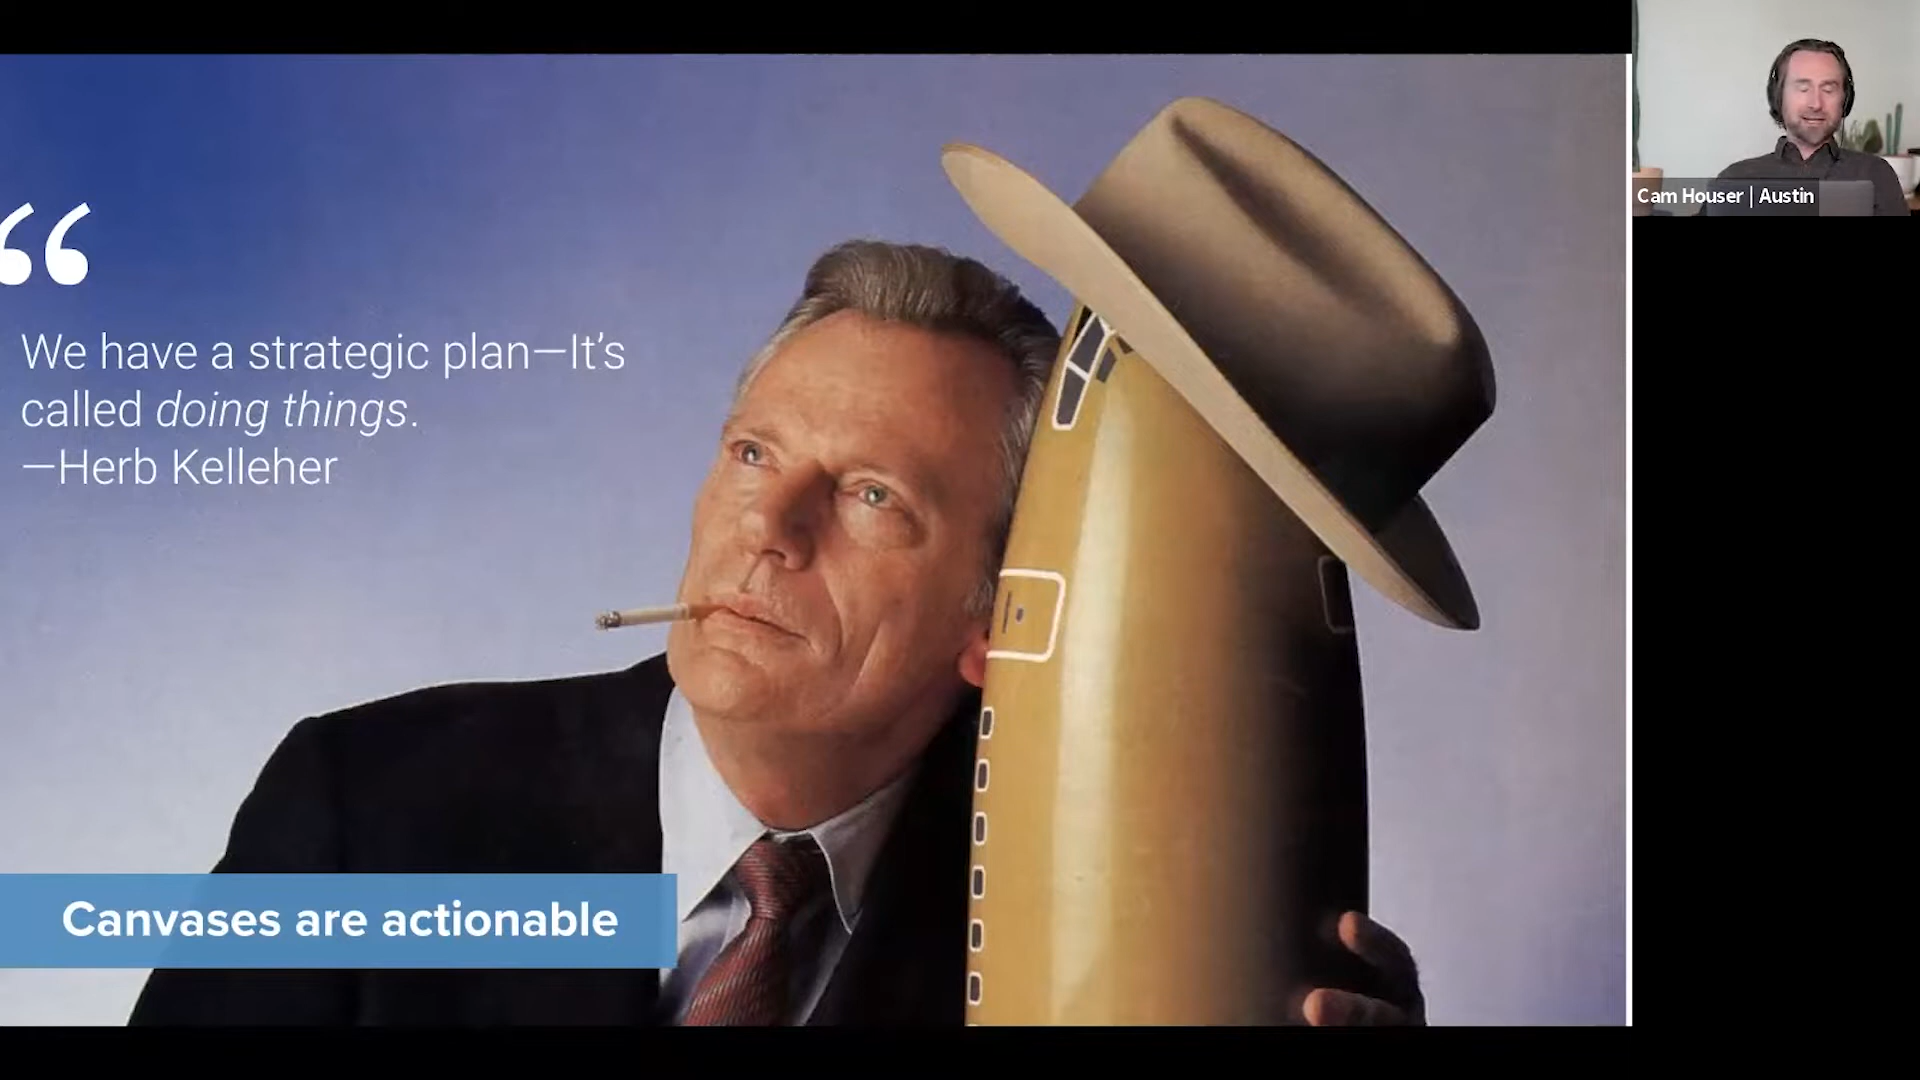 “
We have a strategic plan—It’s
called doing things.
—Herb Kelleher
Canvases are actionable
Cam Houser | Austin